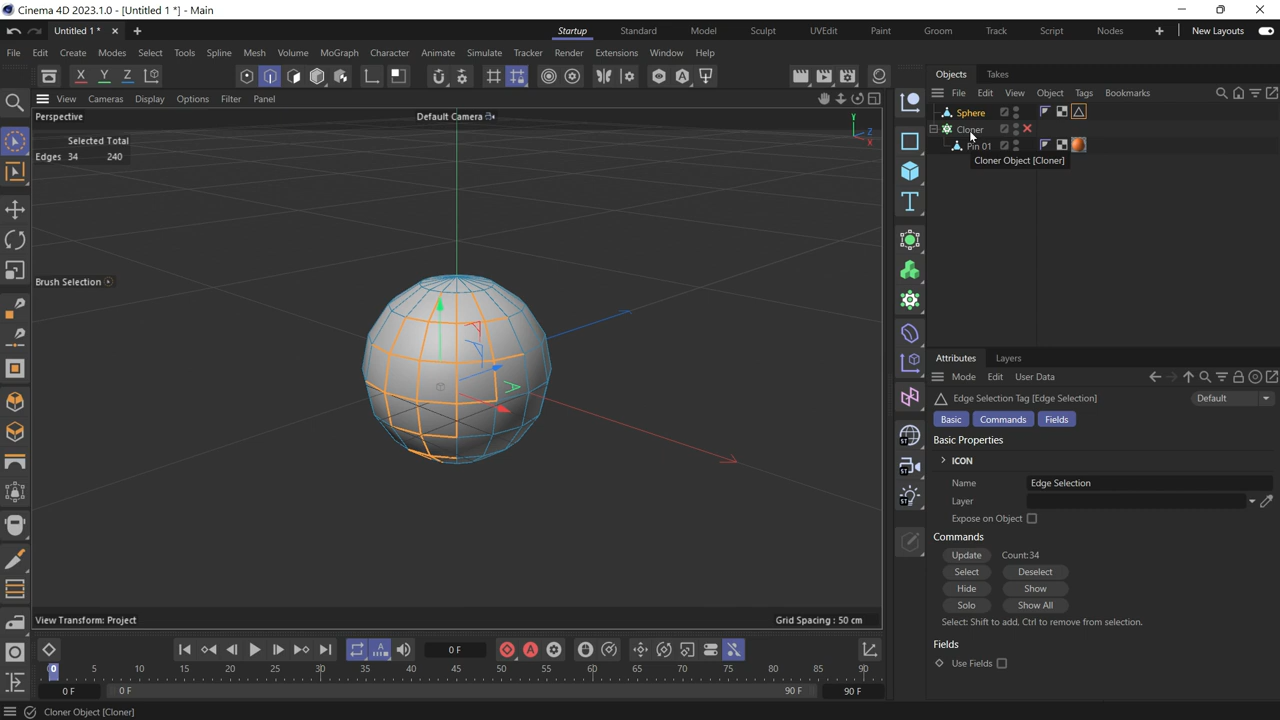 Cinema 4D 2023.1.0 - [Untitled 1 *] - Main
Untitled 1 * Startup Standard Model Sculpt UVEdit Paint Groom Track Script Nodes New Layouts
File Edit Create Modes Select Tools Spline Mesh Volume MoGraph Character Animate Simulate Tracker Render Extensions Window Help
X Y Z
Objects Takes
View Cameras Display Options Filter Panel
File Edit View Object Tags Bookmarks
Perspective Default Camera
Y Z X
Sphere
Cloner
Pin 01
Cloner Object [Cloner]
Selected Total
Edges 34 240
Brush Selection
Attributes Layers
Mode Edit User Data
Edge Selection Tag [Edge Selection] Default
Basic Commands Fields
Basic Properties
ICON
Name Edge Selection
Layer
Expose on Object
Commands
Update Count:34
Select Deselect
Hide Show
Solo Show All
Select: Shift to add. Ctrl to remove from selection.
Fields
Use Fields
View Transform: Project Grid Spacing : 50 cm
0 F
0 5 10 15 20 25 30 35 40 45 50 55 60 65 70 75 80 85 90
0 F 0 F 90 F 90 F
Cloner Object [Cloner]